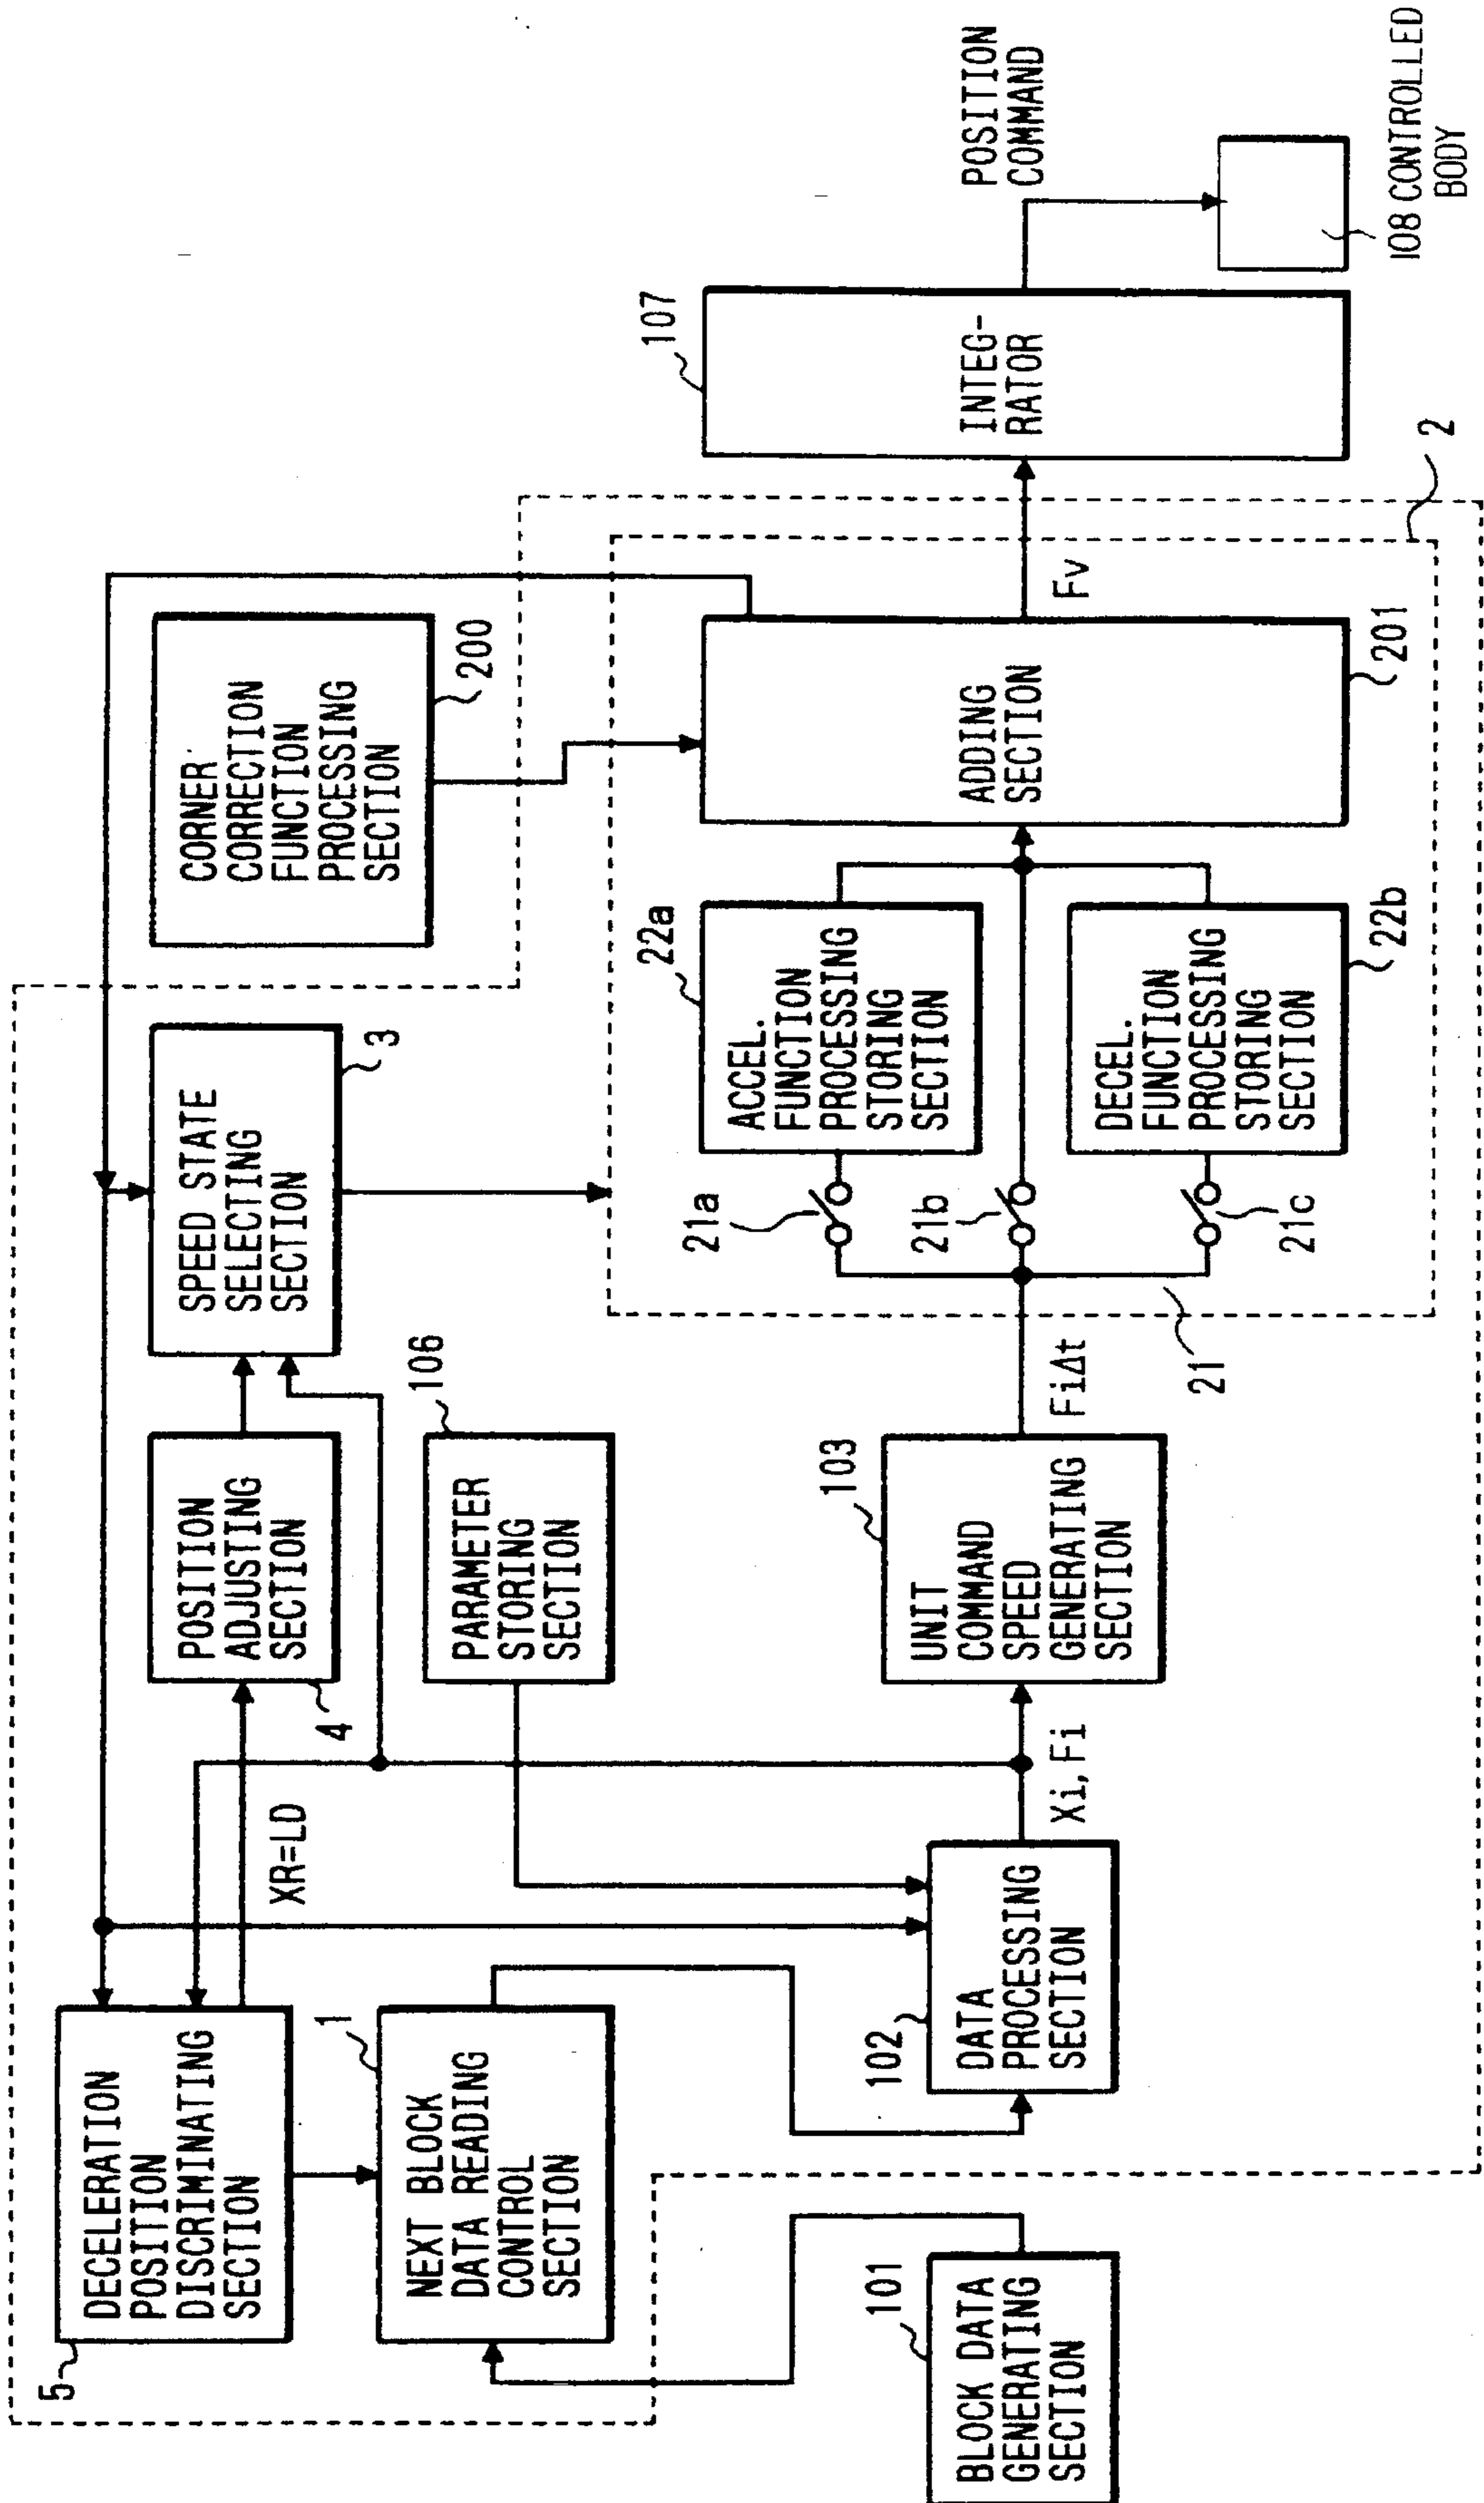 5
DECELERATION
POSITION
DISCRIMINATING
SECTION
XR=LD
4
POSITION
ADJUSTING
SECTION
SPEED STATE
SELECTING
SECTION
3
CORNER
CORRECTION
FUNCTION
PROCESSING
SECTION
200
1
NEXT BLOCK
DATA READING
CONTROL
SECTION
106
PARAMETER
STORING
SECTION
101
BLOCK DATA
GENERATING
SECTION
102
DATA
PROCESSING
SECTION
Xi,Fi
103
UNIT
COMMAND
SPEED
GENERATING
SECTION
FiΔt
21
21a
21b
21c
22a
ACCEL.
FUNCTION
PROCESSING
STORING
SECTION
DECEL.
FUNCTION
PROCESSING
STORING
SECTION
22b
ADDING
SECTION
201
Fv
2
107
INTEG-
RATOR
POSITION
COMMAND
108 CONTROLLED
BODY